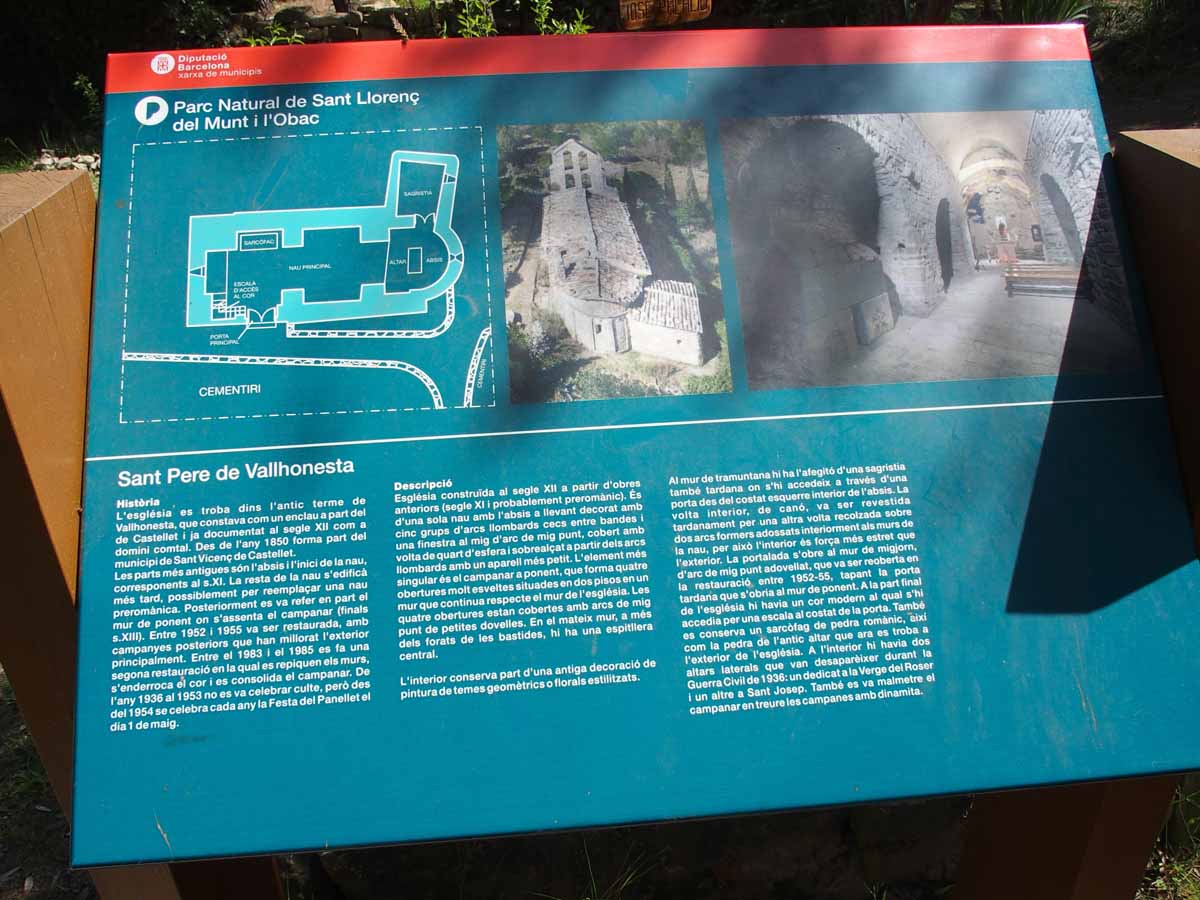 Diputació
Barcelona
xarxa de municipis
Parc Natural de Sant Llorenç
del Munt i l'Obac
SAGRISTIA
SARCÒFAG
NAU PRINCIPAL
ALTAR
ABSIS
ESCALA
D'ACCÉS
AL COR
PORTA
PRINCIPAL
CEMENTIRI
CEMENTIRI
Sant Pere de Vallhonesta
Història
L'església es troba dins l'antic terme de
Vallhonesta, que constava com un enclau a part del
de Castellet i ja documentat al segle XII com a
domini comtal. Des de l'any 1850 forma part del
municipi de Sant Vicenç de Castellet.
Les parts més antigues són l'absis i l'inici de la nau,
corresponents al s.XI. La resta de la nau s'edificà
més tard, possiblement per reemplaçar una nau
preromànica. Posteriorment es va refer en part el
mur de ponent on s'assenta el campanar (finals
s.XIII). Entre 1952 i 1955 va ser restaurada, amb
campanyes posteriors que han millorat l'exterior
principalment. Entre el 1983 i el 1985 es fa una
segona restauració en la qual es repiquen els murs,
s'enderroca el cor i es consolida el campanar. De
l'any 1936 al 1953 no es va celebrar culte, però des
del 1954 se celebra cada any la Festa del Panellet el
día 1 de maig.
Descripció
Església construïda al segle XII a partir d'obres
anteriors (segle XI i probablement preromànic). És
d'una sola nau amb l'absis a llevant decorat amb
cinc grups d'arcs llombards cecs entre bandes i
una finestra al mig d'arc de mig punt, cobert amb
volta de quart d'esfera i sobrealçat a partir dels arcs
llombards amb un aparell més petit. L'element més
singular és el campanar a ponent, que forma quatre
obertures molt esveltes situades en dos pisos en un
mur que continua respecte el mur de l'església. Les
quatre obertures estan cobertes amb arcs de mig
punt de petites dovelles. En el mateix mur, a més
dels forats de les bastides, hi ha una espitllera
central.
L'interior conserva part d'una antiga decoració de
pintura de temes geomètrics o florals estilitzats.
Al mur de tramuntana hi ha l'afegitó d'una sagristia
també tardana on s'hi accedeix a través d'una
porta des del costat esquerre interior de l'absis. La
volta interior, de canó, va ser revestida
tardanament per una altra volta recolzada sobre
dos arcs formers adossats interiorment als murs de
la nau, per això l'interior és força més estret que
l'exterior. La portalada s'obre al mur de migjorn,
d'arc de mig punt adovellat, que va ser reoberta en
la restauració entre 1952-55, tapant la porta
tardana que s'obria al mur de ponent. A la part final
de l'església hi havia un cor modern al qual s'hi
accedia per una escala al costat de la porta. També
es conserva un sarcòfag de pedra romànic, així
com la pedra de l'antic altar que ara es troba a
l'exterior de l'església. A l'interior hi havia dos
altars laterals que van desaparèixer durant la
Guerra Civil de 1936: un dedicat a la Verge del Roser
i un altre a Sant Josep. També es va malmetre el
campanar en treure les campanes amb dinamita.